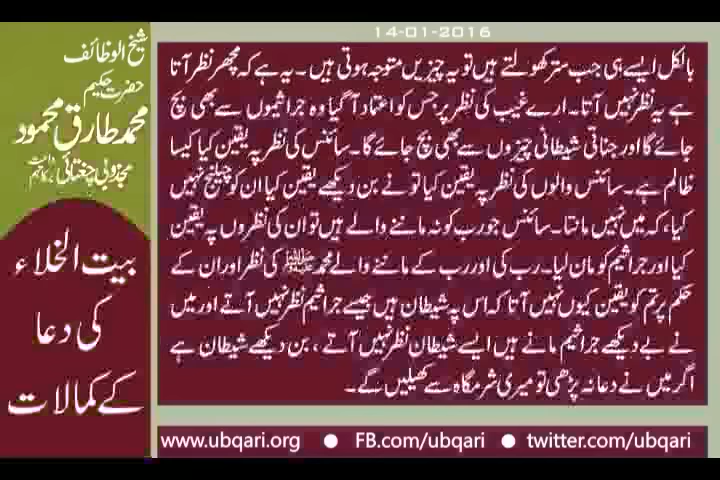 14-01-2016
شیخ الوظائف
حضرت حکیم
محمد طارق محمود
مجذوبی چغتائی
بیت الخلاء
کی دعا
کے کمالات
بالکل ایسے ہی جب ستر کھولتے ہیں تو یہ چیزیں متوجہ ہوتی ہیں۔ یہ ہے کہ مچھر نظر آتا
ہے یہ نظر نہیں آتا۔ ارے غیب کی نظر پر جس کو اعتماد آگیا وہ جراثیموں سے بھی بچ
جائے گا اور جناتی شیطانی چیزوں سے بھی بچ جائے گا۔ سائنس کی نظر پہ یقین کیا کیسا
ظالم ہے۔ سائنس والوں کی نظر پہ یقین کیا تو نے بن دیکھے یقین کیا ان کو چیلنج نہیں
کیا، کہ میں نہیں مانتا۔ سائنس جو رب کو نہ ماننے والے ہیں تو ان کی نظروں پہ یقین
کیا اور جراثیم کو مان لیا۔ رب کی اور رب کے ماننے والے محمد ﷺ کی نظر اور ان کے
حکم پر تم کو یقین کیوں نہیں آتا کہ اس پہ شیطان ہیں جیسے جراثیم نظر نہیں آتے اور میں
نے بے دیکھے جراثیم مانے ہیں ایسے شیطان نظر نہیں آتے، بن دیکھے شیطان ہے
اگر میں نے دعا نہ پڑھی تو میری شرمگاہ سے کھیلیں گے۔
www.ubqari.org ● FB.com/ubqari ● twitter.com/ubqari